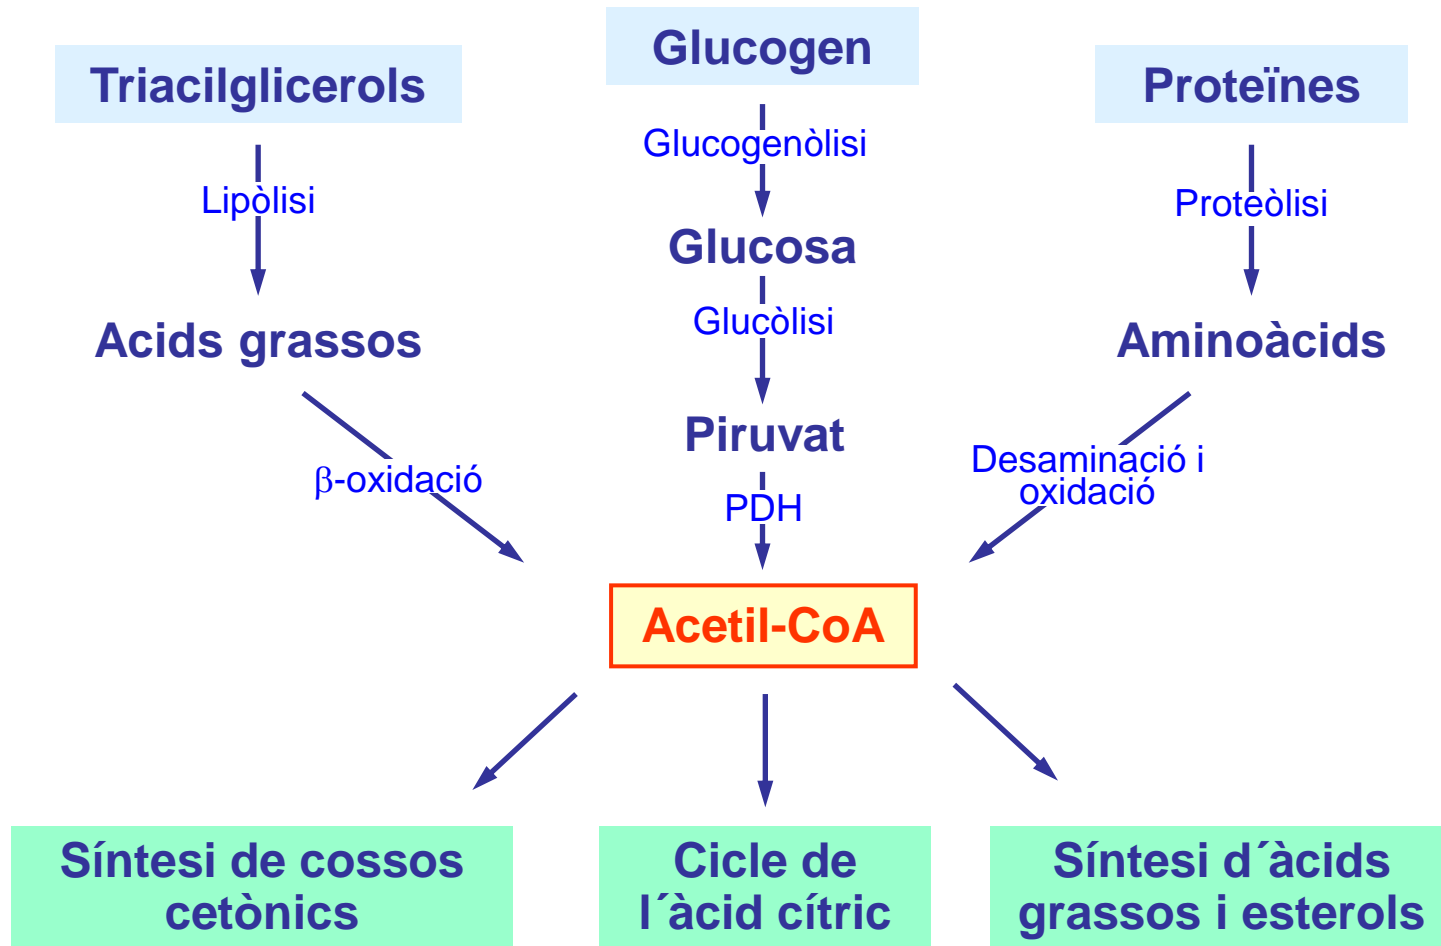 Glucogen
Triacilglicerols
Proteïnes
Glucogenòlisi
Lipòlisi
Proteòlisi
Glucosa
Glucòlisi
Acids grassos
Aminoàcids
Piruvat
β-oxidació
Desaminació i
oxidació
PDH
Acetil-CoA
Síntesi de cossos
cetònics
Cicle de
l´àcid cítric
Síntesi d´àcids
grassos i esterols